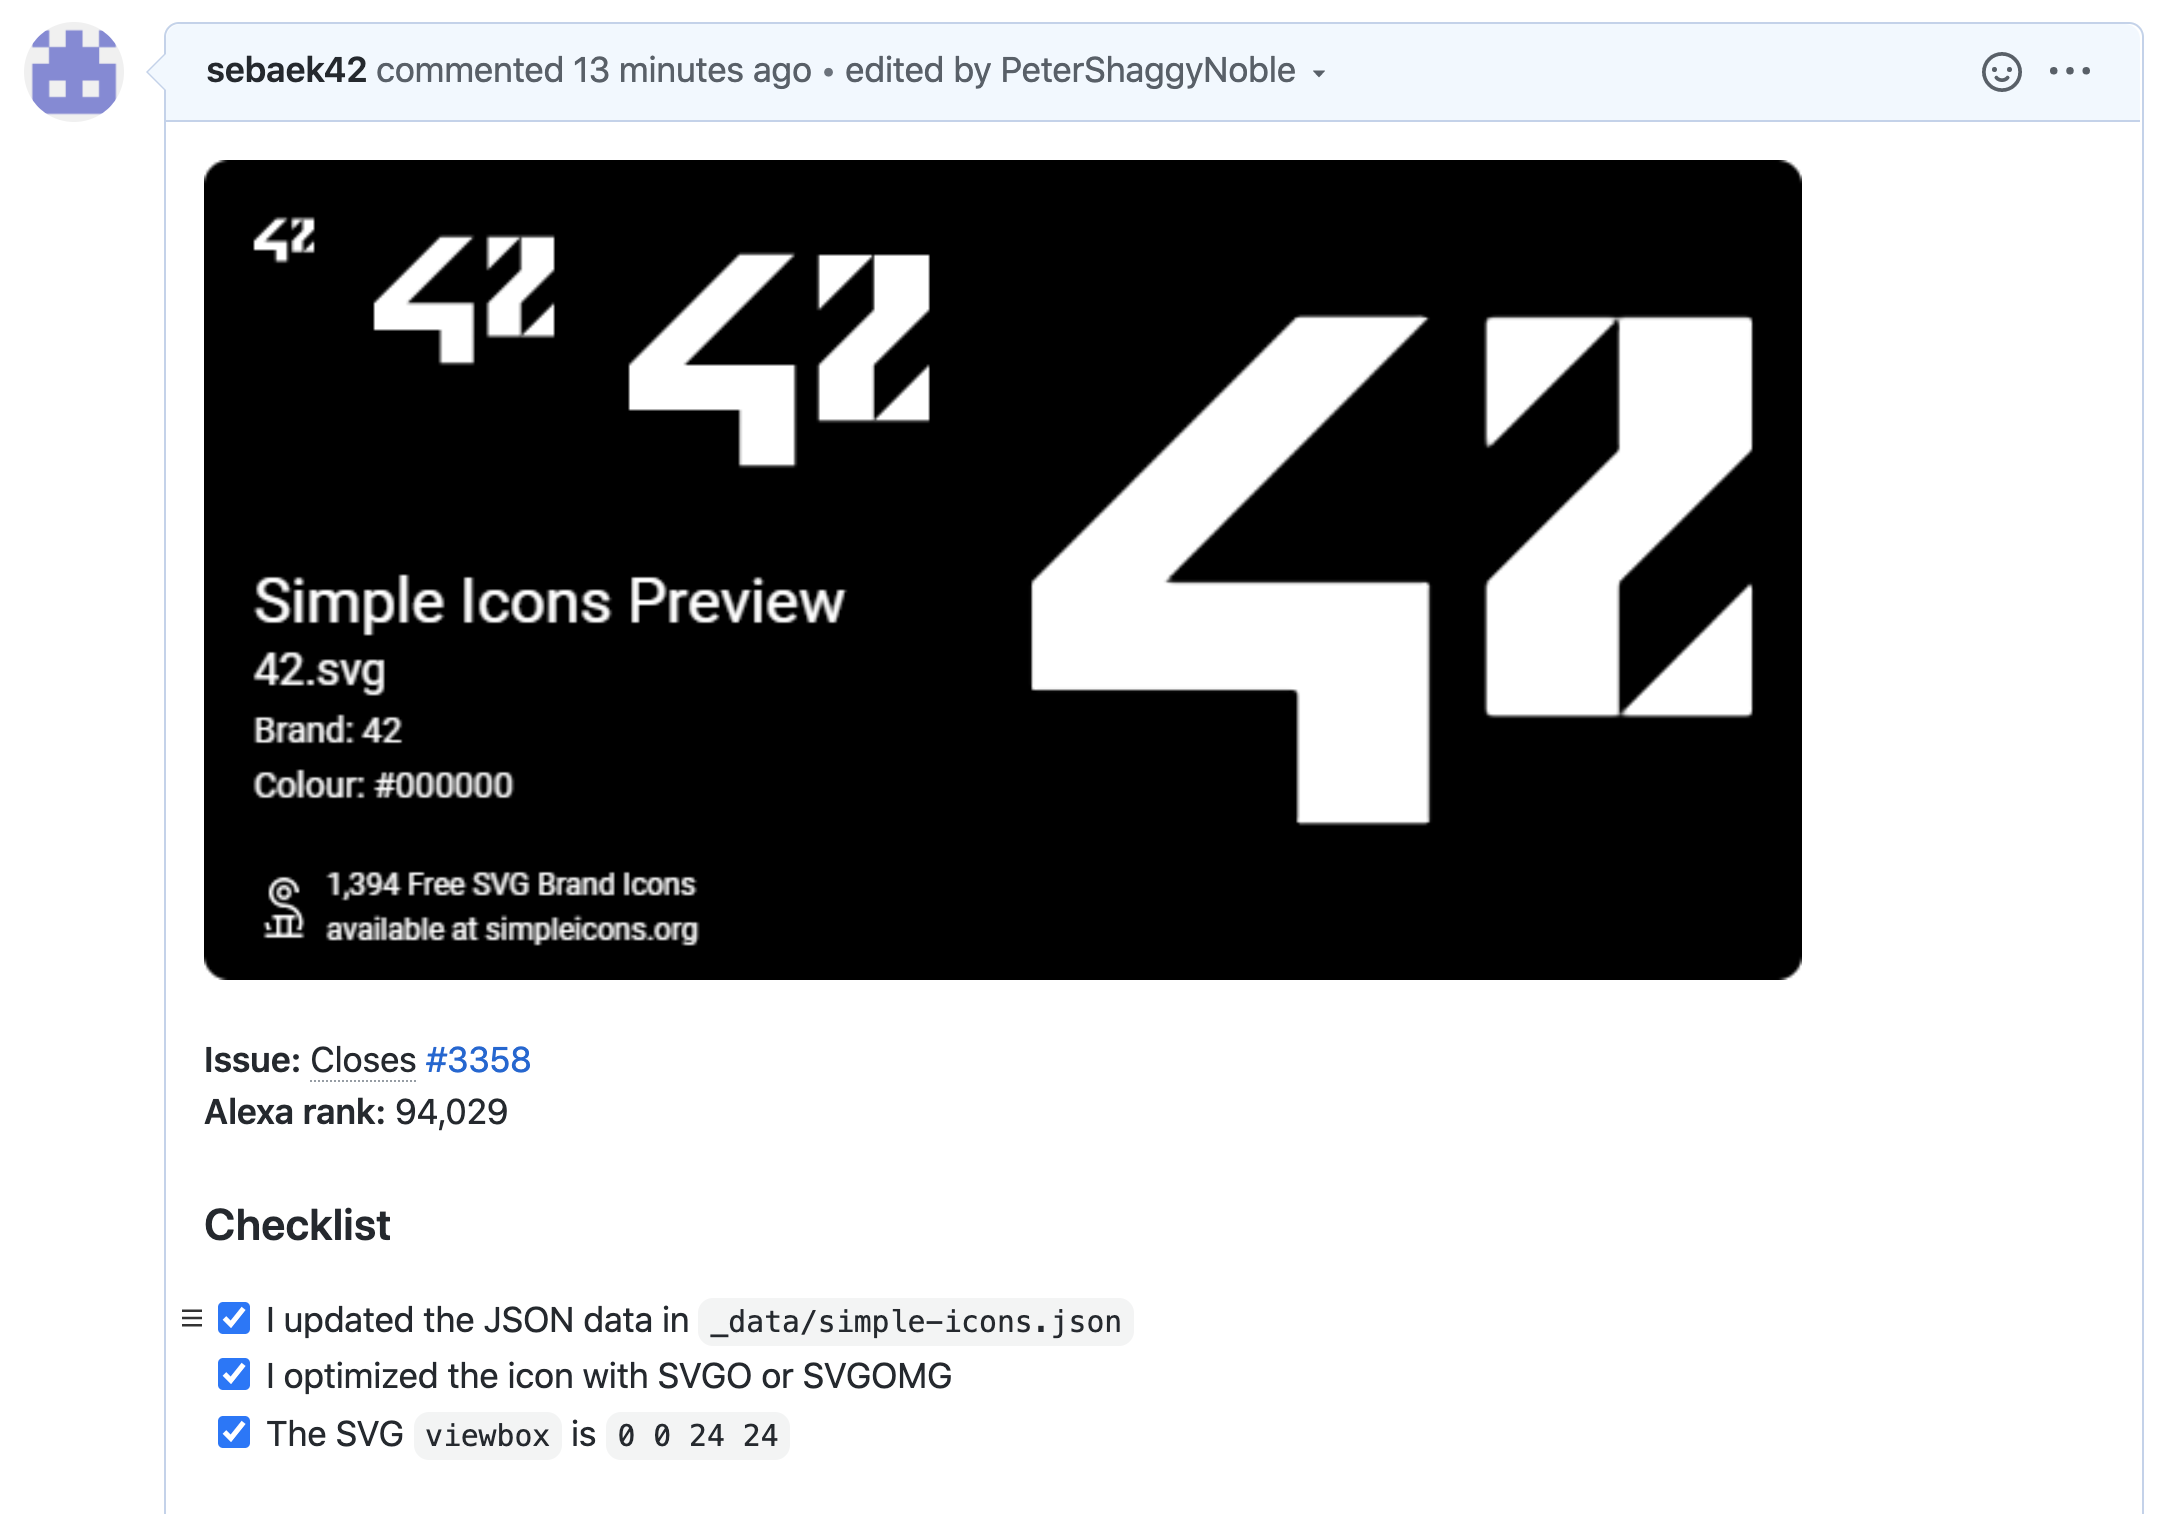 sebaek42 commented 13 minutes ago • edited by PeterShaggyNoble
42
42
42
42
Simple Icons Preview
42.svg
Brand: 42
Colour: #000000
1,394 Free SVG Brand Icons
available at simpleicons.org
Issue: Closes #3358
Alexa rank: 94,029
Checklist
I updated the JSON data in _data/simple-icons.json
I optimized the icon with SVGO or SVGOMG
The SVG viewbox is 0 0 24 24